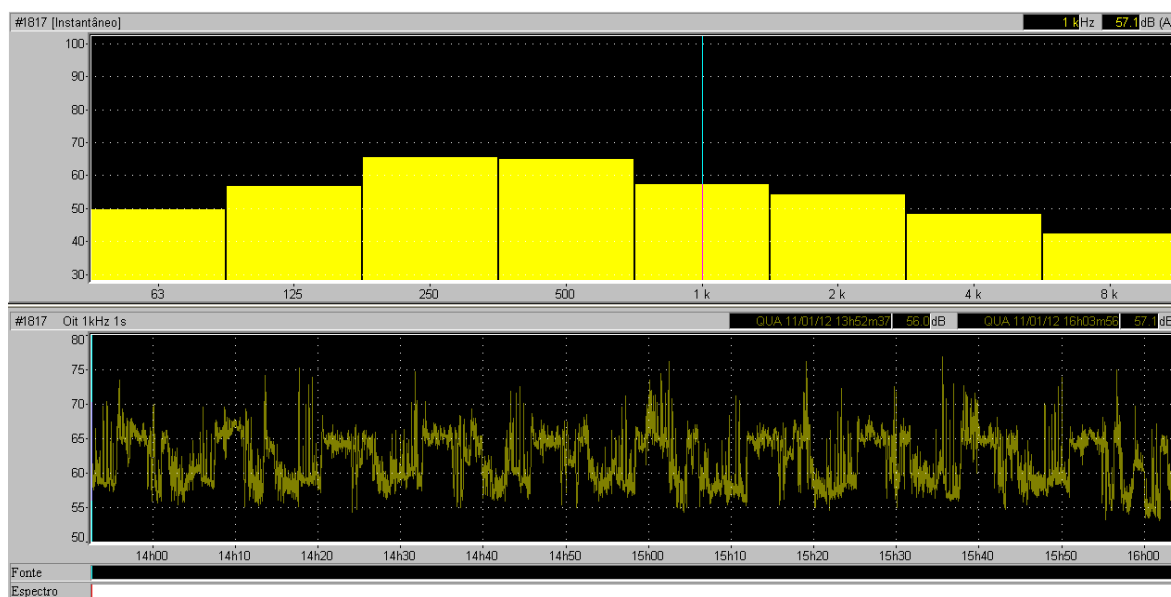 #1817 [Instantâneo] 1 kHz 57.1 dB (A
100
90
80
70
60
50
40
30
63 125 250 500 1 k 2 k 4 k 8 k
#1817 Oit 1kHz 1s QUA 11/01/12 13h52m37 56.0 dB QUA 11/01/12 16h03m56 57.1 dB
80
75
70
65
60
55
50
14h00 14h10 14h20 14h30 14h40 14h50 15h00 15h10 15h20 15h30 15h40 15h50 16h00
Fonte
Espectro